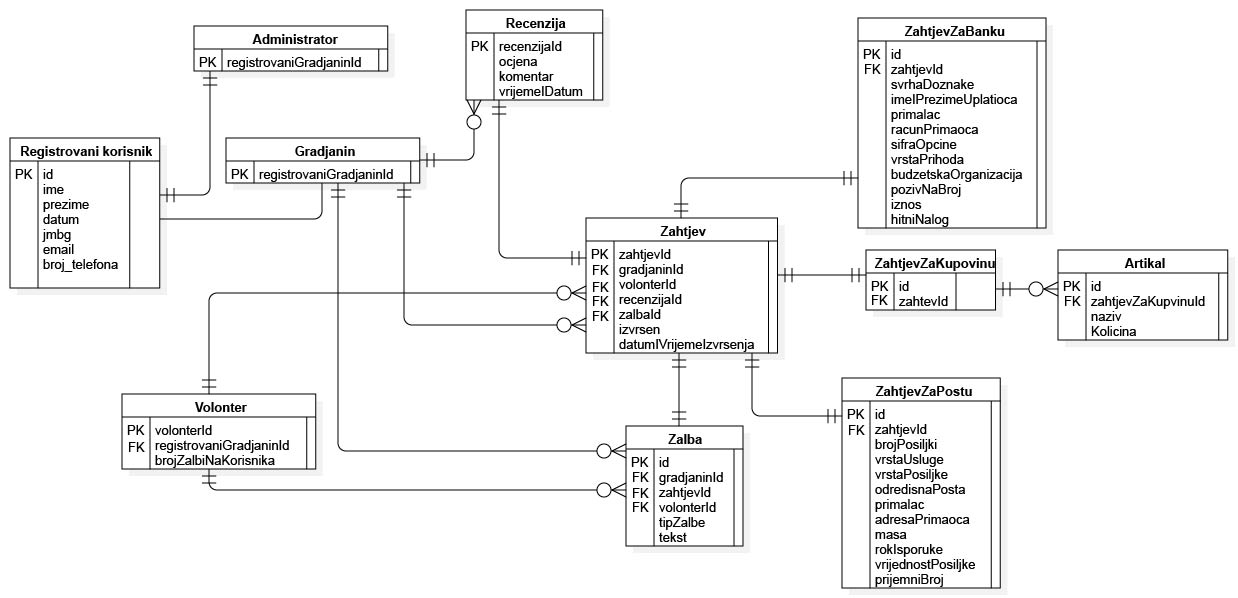 Administrator
PK registrovaniGradjaninId
Recenzija
PK recenzijaId
ocjena
komentar
vrijemeIDatum
ZahtjevZaBanku
PK id
FK zahtjevId
svrhaDoznake
imeIPrezimeUplatioca
primalac
racunPrimaoca
sifraOpcine
vrstaPrihoda
budzetskaOrganizacija
pozivNaBroj
iznos
hitniNalog
Registrovani korisnik
PK id
ime
prezime
datum
jmbg
email
broj_telefona
Gradjanin
PK registrovaniGradjaninId
Zahtjev
PK zahtjevId
FK gradjaninId
FK volonterId
FK recenzijaId
FK zalbaId
izvrsen
datumIVrijemeIzvrsenja
ZahtjevZaKupovinu
PK id
FK zahtevId
Artikal
PK id
FK zahtjevZaKupvinuId
naziv
Kolicina
Volonter
PK volonterId
FK registrovaniGradjaninId
brojZalbiNaKorisnika
Zalba
PK id
FK gradjaninId
FK zahtjevId
FK volonterId
tipZalbe
tekst
ZahtjevZaPostu
PK id
FK zahtjevId
brojPosiljki
vrstaUsluge
vrstaPosiljke
odredisnaPosta
primalac
adresaPrimaoca
masa
rokIsporuke
vrijednostPosiljke
prijemniBroj